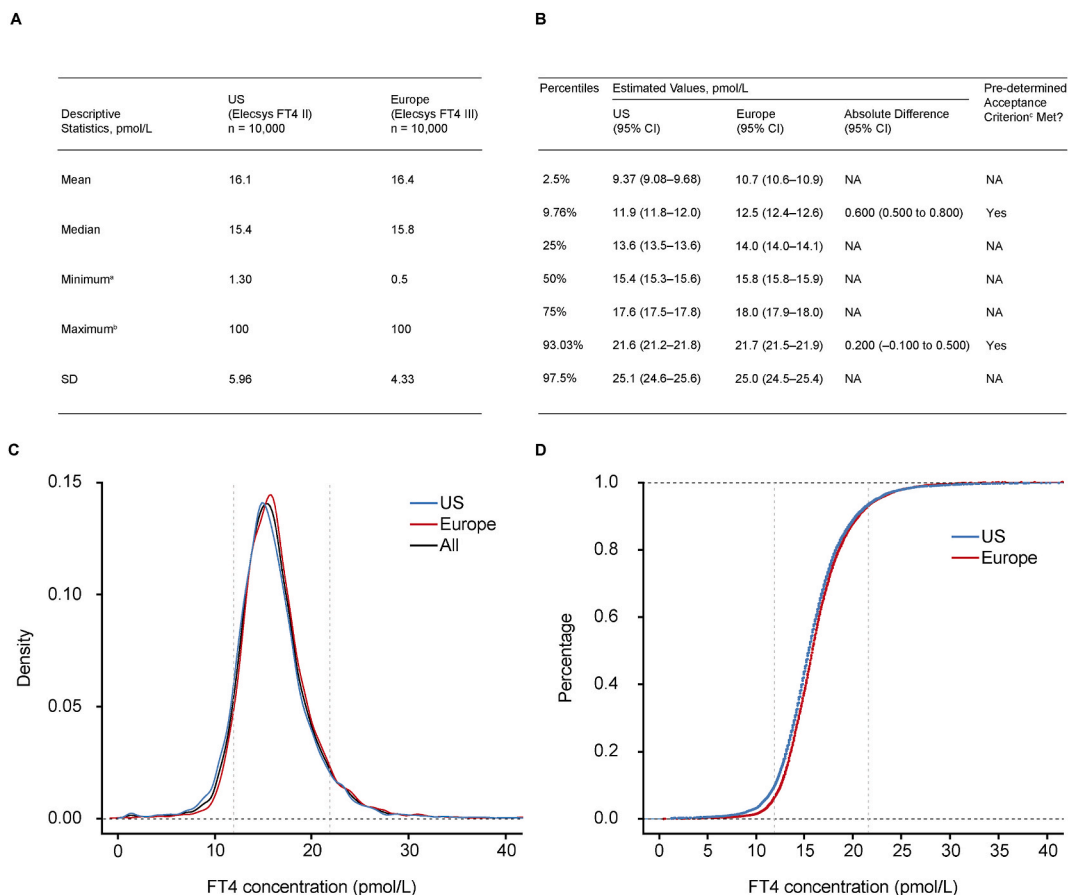 A
Descriptive
Statistics, pmol/L
US
(Elecsys FT4 II)
n = 10,000
Europe
(Elecsys FT4 III)
n = 10,000
Mean 16.1 16.4
Median 15.4 15.8
Minimumᵃ 1.30 0.5
Maximumᵇ 100 100
SD 5.96 4.33
B
Percentiles
Estimated Values, pmol/L
US
(95% CI)
Europe
(95% CI)
Absolute Difference
(95% CI)
Pre-determined
Acceptance
Criterionᶜ Met?
2.5% 9.37 (9.08–9.68) 10.7 (10.6–10.9) NA NA
9.76% 11.9 (11.8–12.0) 12.5 (12.4–12.6) 0.600 (0.500 to 0.800) Yes
25% 13.6 (13.5–13.6) 14.0 (14.0–14.1) NA NA
50% 15.4 (15.3–15.6) 15.8 (15.8–15.9) NA NA
75% 17.6 (17.5–17.8) 18.0 (17.9–18.0) NA NA
93.03% 21.6 (21.2–21.8) 21.7 (21.5–21.9) 0.200 (–0.100 to 0.500) Yes
97.5% 25.1 (24.6–25.6) 25.0 (24.5–25.4) NA NA
C
0.15
0.10
0.05
0.00
Density
US
Europe
All
0 10 20 30 40
FT4 concentration (pmol/L)
D
1.0
0.8
0.6
0.4
0.2
0.0
Percentage
US
Europe
0 5 10 15 20 25 30 35 40
FT4 concentration (pmol/L)